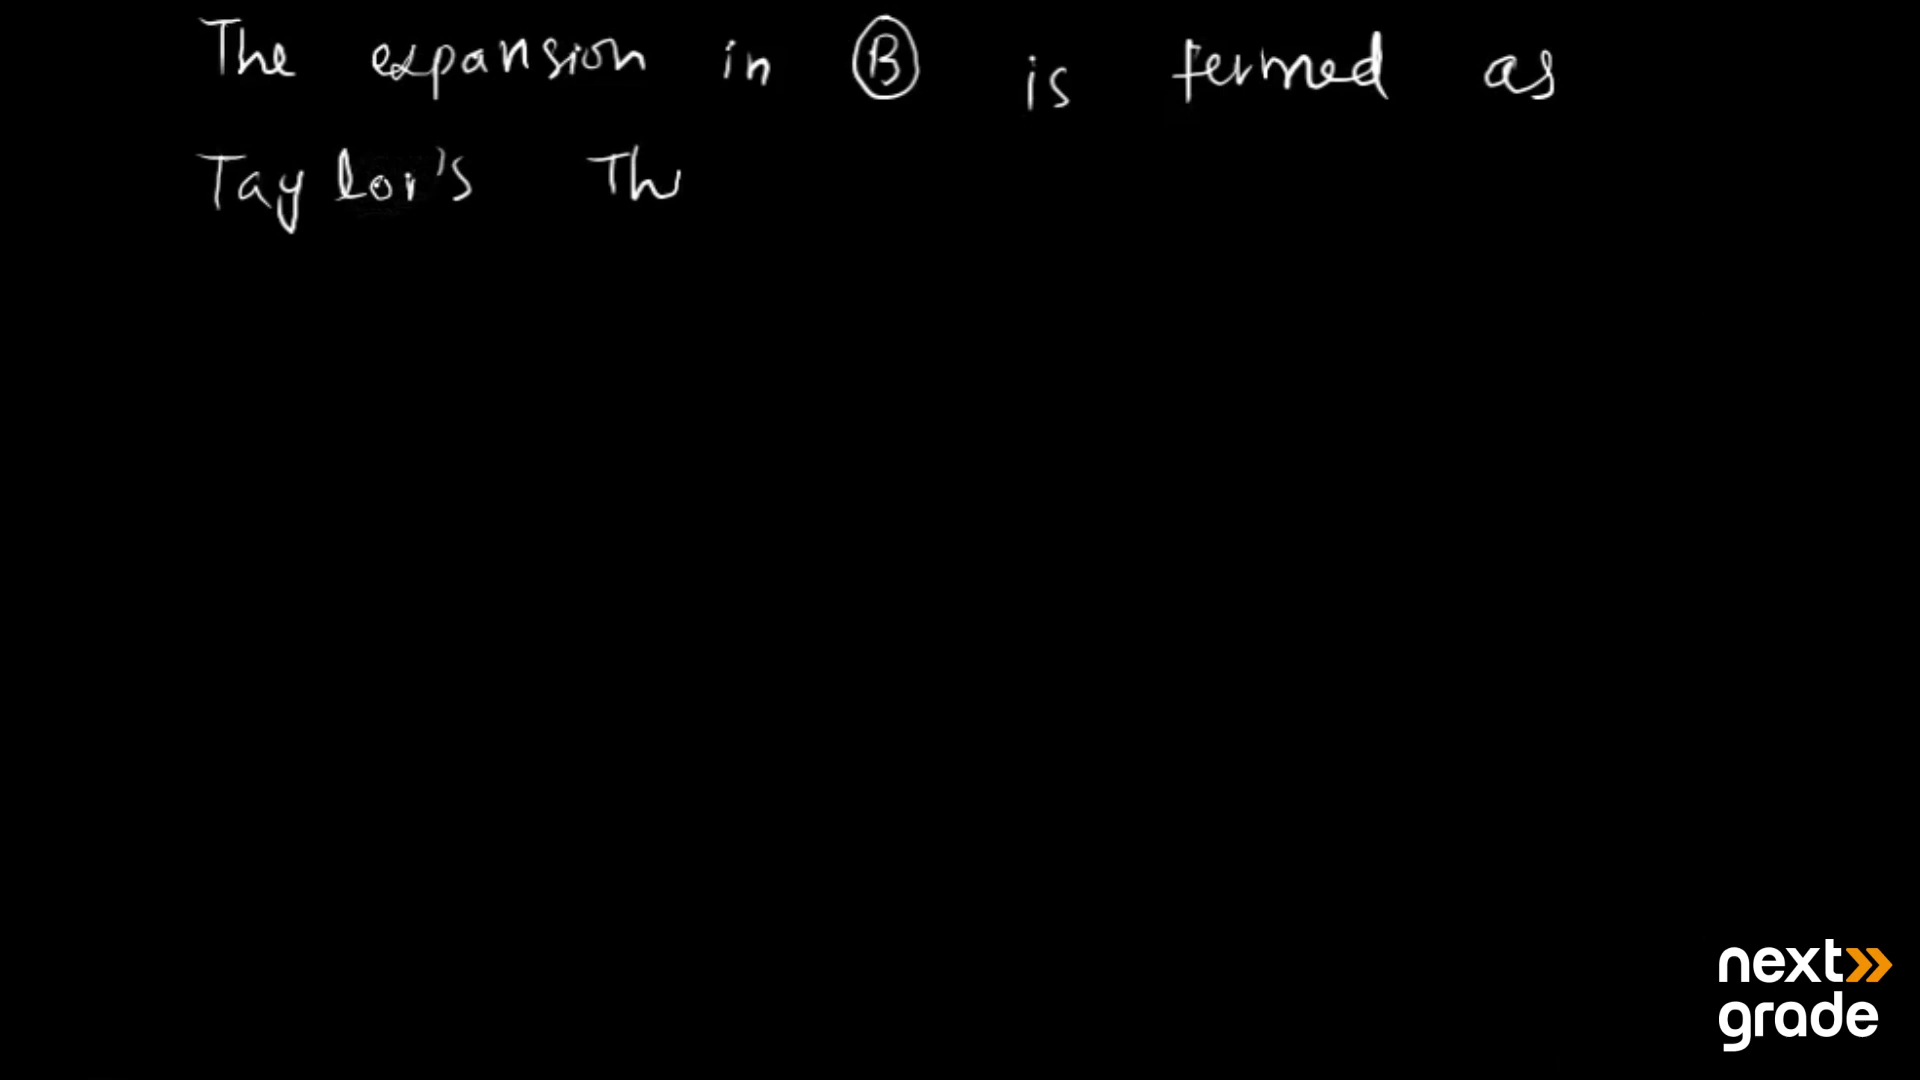 The expansion in Ⓑ is termed as
Taylor's Th
next
grade